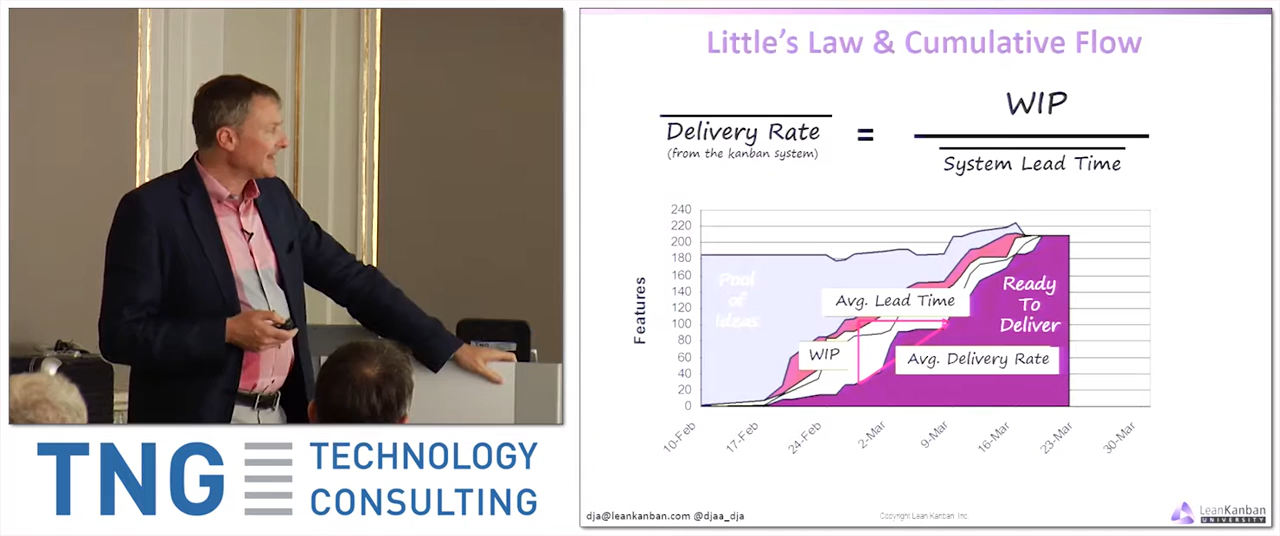 Little's Law & Cumulative Flow
Delivery Rate
(from the kanban system)
=
WIP
System Lead Time
240
220
200
180
160
140
120
100
80
60
40
20
0
Features
Pool
of
Ideas
Avg. Lead Time
WIP
Avg. Delivery Rate
Ready
To
Deliver
10-Feb
17-Feb
24-Feb
2-Mar
9-Mar
16-Mar
23-Mar
30-Mar
TNG
TECHNOLOGY
CONSULTING
dja@leankanban.com @djaa_dja
Copyright Lean Kanban Inc.
LeanKanban
UNIVERSITY